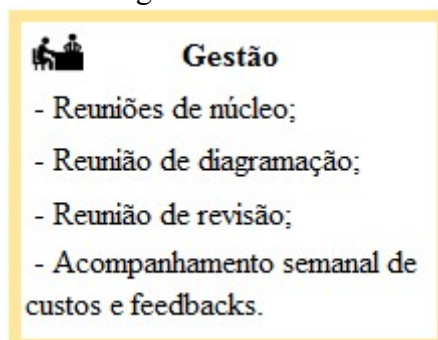 Gestão
- Reuniões de núcleo;
- Reunião de diagramação;
- Reunião de revisão;
- Acompanhamento semanal de
custos e feedbacks.